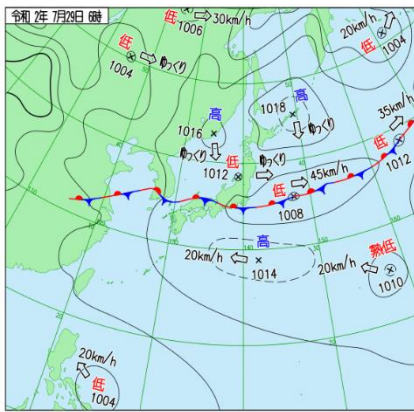 令和 2年 7月29日 6時
低
1006
30km/h
20km/h
低
1004
低
1004
ゆっくり
高
1016
ゆっくり
1018
高
ゆっくり
35km/h
低
1012
低
1012
ゆっくり
低
45km/h
1008
高
20km/h
1014
熱低
20km/h
1010
20km/h
低
1004